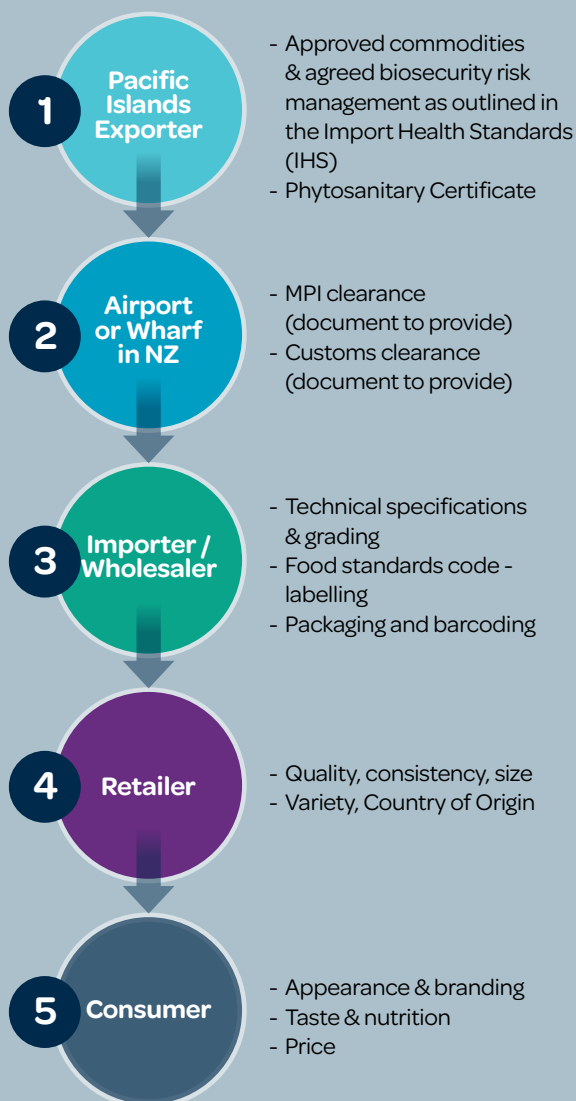 1
Pacific
Islands
Exporter
- Approved commodities
& agreed biosecurity risk
management as outlined in
the Import Health Standards
(IHS)
- Phytosanitary Certificate
2
Airport
or Wharf
in NZ
- MPI clearance
(document to provide)
- Customs clearance
(document to provide)
3
Importer /
Wholesaler
- Technical specifications
& grading
- Food standards code -
labelling
- Packaging and barcoding
4
Retailer
- Quality, consistency, size
- Variety, Country of Origin
5
Consumer
- Appearance & branding
- Taste & nutrition
- Price